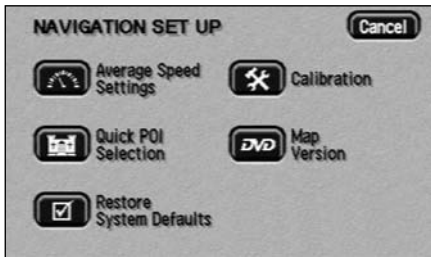 NAVIGATION SET UP
Cancel
Average Speed
Settings
Calibration
Quick POI
Selection
DVD
Map
Version
Restore
System Defaults